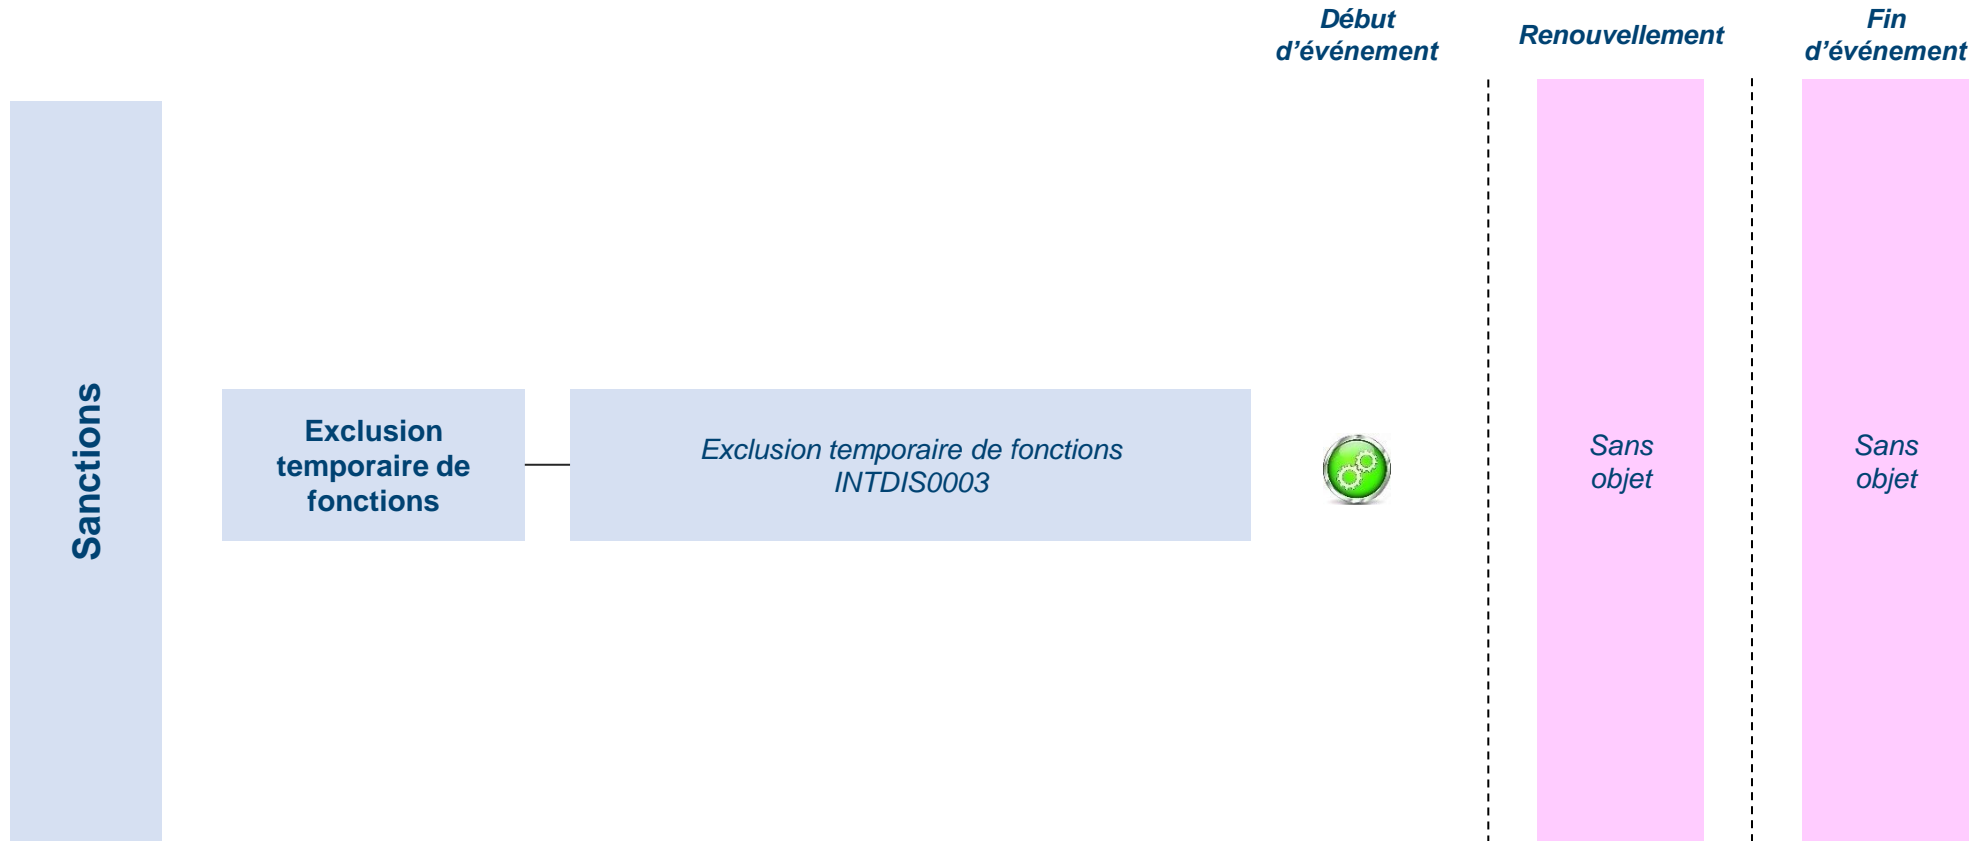 Début
d’événement
Renouvellement
Fin
d’événement
Sanctions
Exclusion
temporaire de
fonctions
Exclusion temporaire de fonctions
INTDIS0003
Sans
objet
Sans
objet